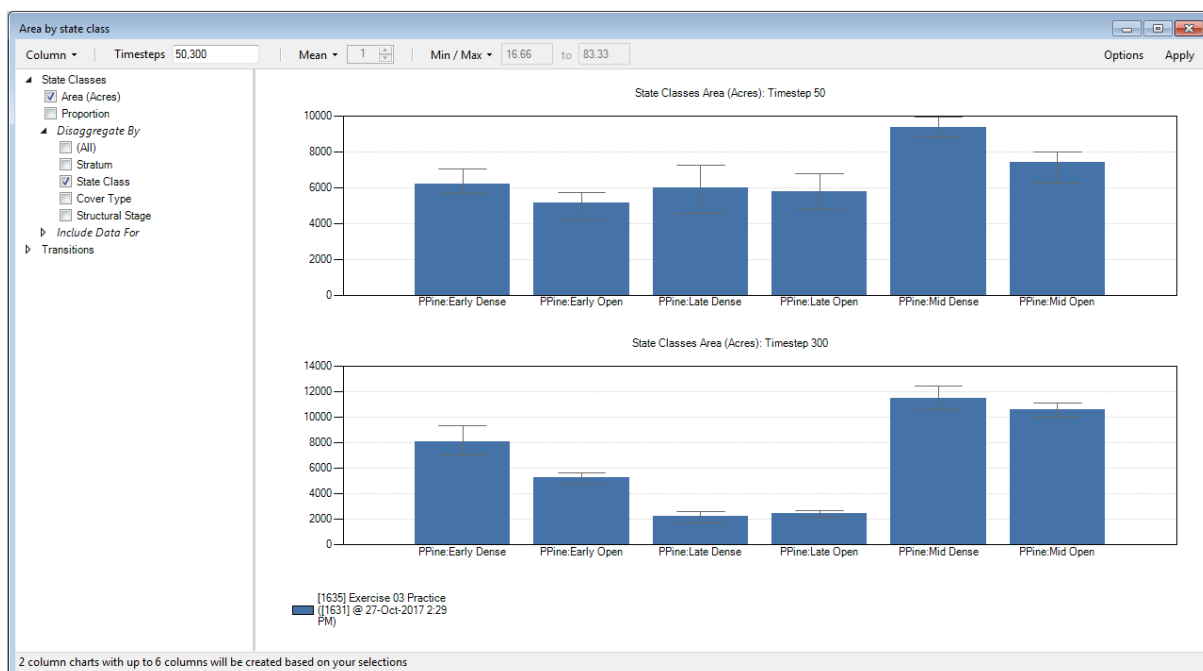 Area by state class
Column Timesteps 50,300 Mean 1 Min / Max 16.66 to 83.33 Options Apply
State Classes
Area (Acres)
Proportion
Disaggregate By
(All)
Stratum
State Class
Cover Type
Structural Stage
Include Data For
Transitions
State Classes Area (Acres): Timestep 50
10000
8000
6000
4000
2000
0
PPine:Early Dense PPine:Early Open PPine:Late Dense PPine:Late Open PPine:Mid Dense PPine:Mid Open
State Classes Area (Acres): Timestep 300
14000
12000
10000
8000
6000
4000
2000
0
PPine:Early Dense PPine:Early Open PPine:Late Dense PPine:Late Open PPine:Mid Dense PPine:Mid Open
[1635] Exercise 03 Practice
([1631] @ 27-Oct-2017 2:29
PM)
2 column charts with up to 6 columns will be created based on your selections